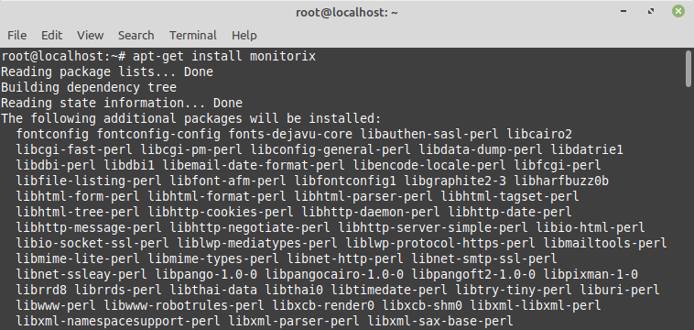 root@localhost: ~
File Edit View Search Terminal Help
root@localhost:~# apt-get install monitorix
Reading package lists... Done
Building dependency tree
Reading state information... Done
The following additional packages will be installed:
fontconfig fontconfig-config fonts-dejavu-core libauthen-sasl-perl libcairo2
libcgi-fast-perl libcgi-pm-perl libconfig-general-perl libdata-dump-perl libdatrie1
libdbi-perl libdbi1 libemail-date-format-perl libencode-locale-perl libfcgi-perl
libfile-listing-perl libfont-afm-perl libfontconfig1 libgraphite2-3 libharfbuzz0b
libhtml-form-perl libhtml-format-perl libhtml-parser-perl libhtml-tagset-perl
libhtml-tree-perl libhttp-cookies-perl libhttp-daemon-perl libhttp-date-perl
libhttp-message-perl libhttp-negotiate-perl libhttp-server-simple-perl libio-html-perl
libio-socket-ssl-perl liblwp-mediatypes-perl liblwp-protocol-https-perl libmailtools-perl
libmime-lite-perl libmime-types-perl libnet-http-perl libnet-smtp-ssl-perl
libnet-ssleay-perl libpango-1.0-0 libpangocairo-1.0-0 libpangoft2-1.0-0 libpixman-1-0
librrd8 librrds-perl libthai-data libthai0 libtimedate-perl libtry-tiny-perl liburi-perl
libwww-perl libwww-robotrules-perl libxcb-render0 libxcb-shm0 libxml-libxml-perl
libxml-namespacesupport-perl libxml-parser-perl libxml-sax-base-perl